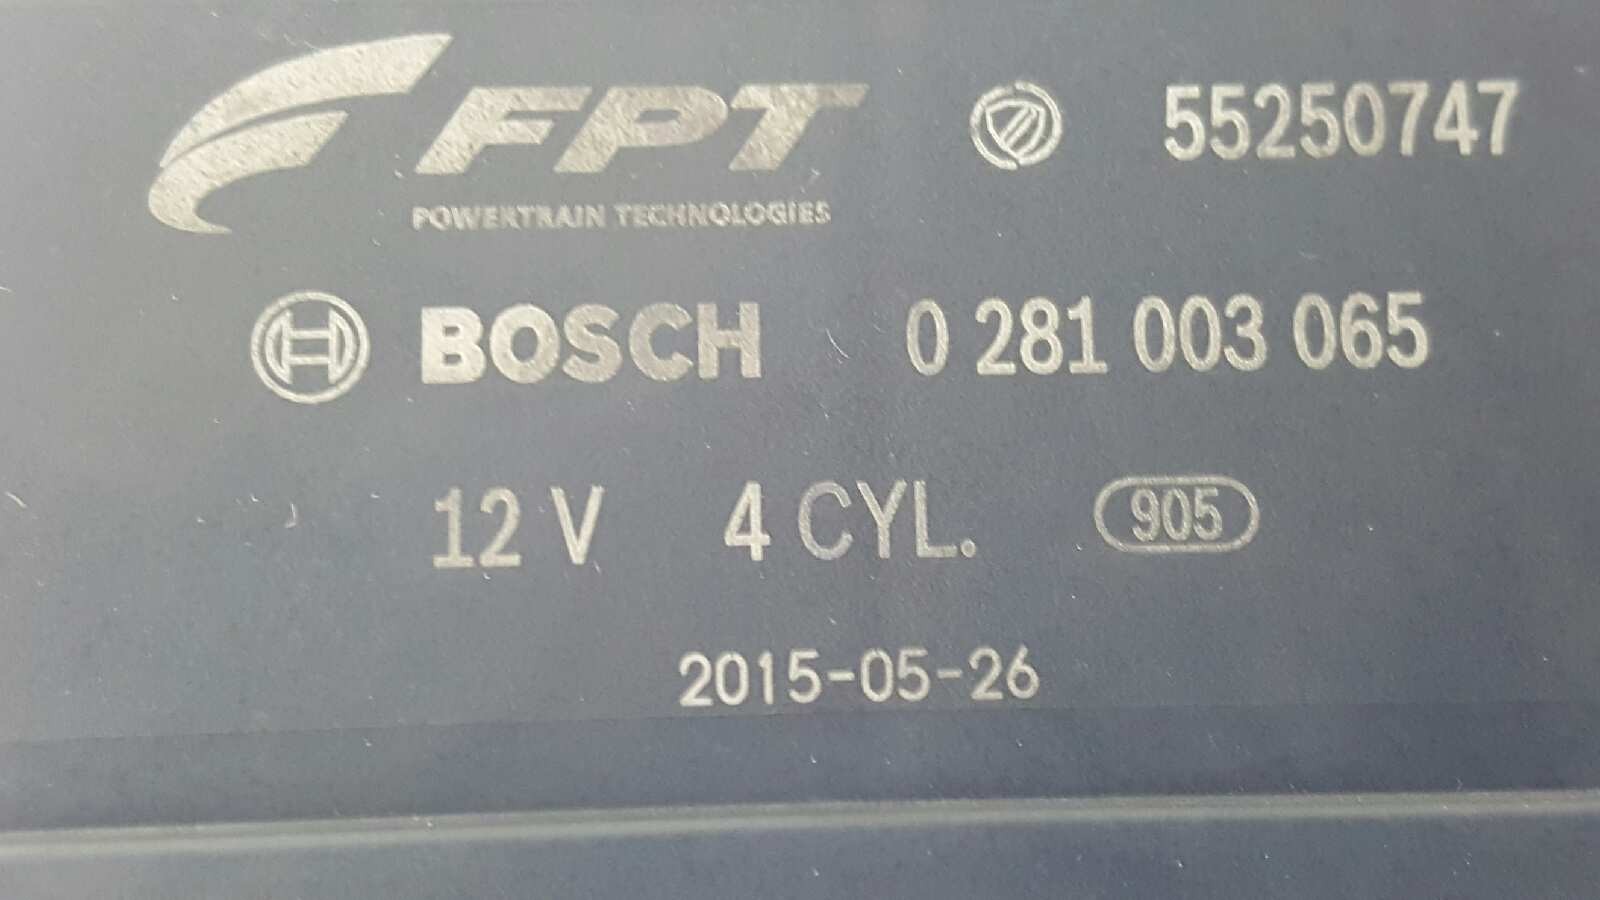 FPT 55250747
POWERTRAIN TECHNOLOGIES
BOSCH 0 281 003 065
12 V 4 CYL. 905
2015-05-26